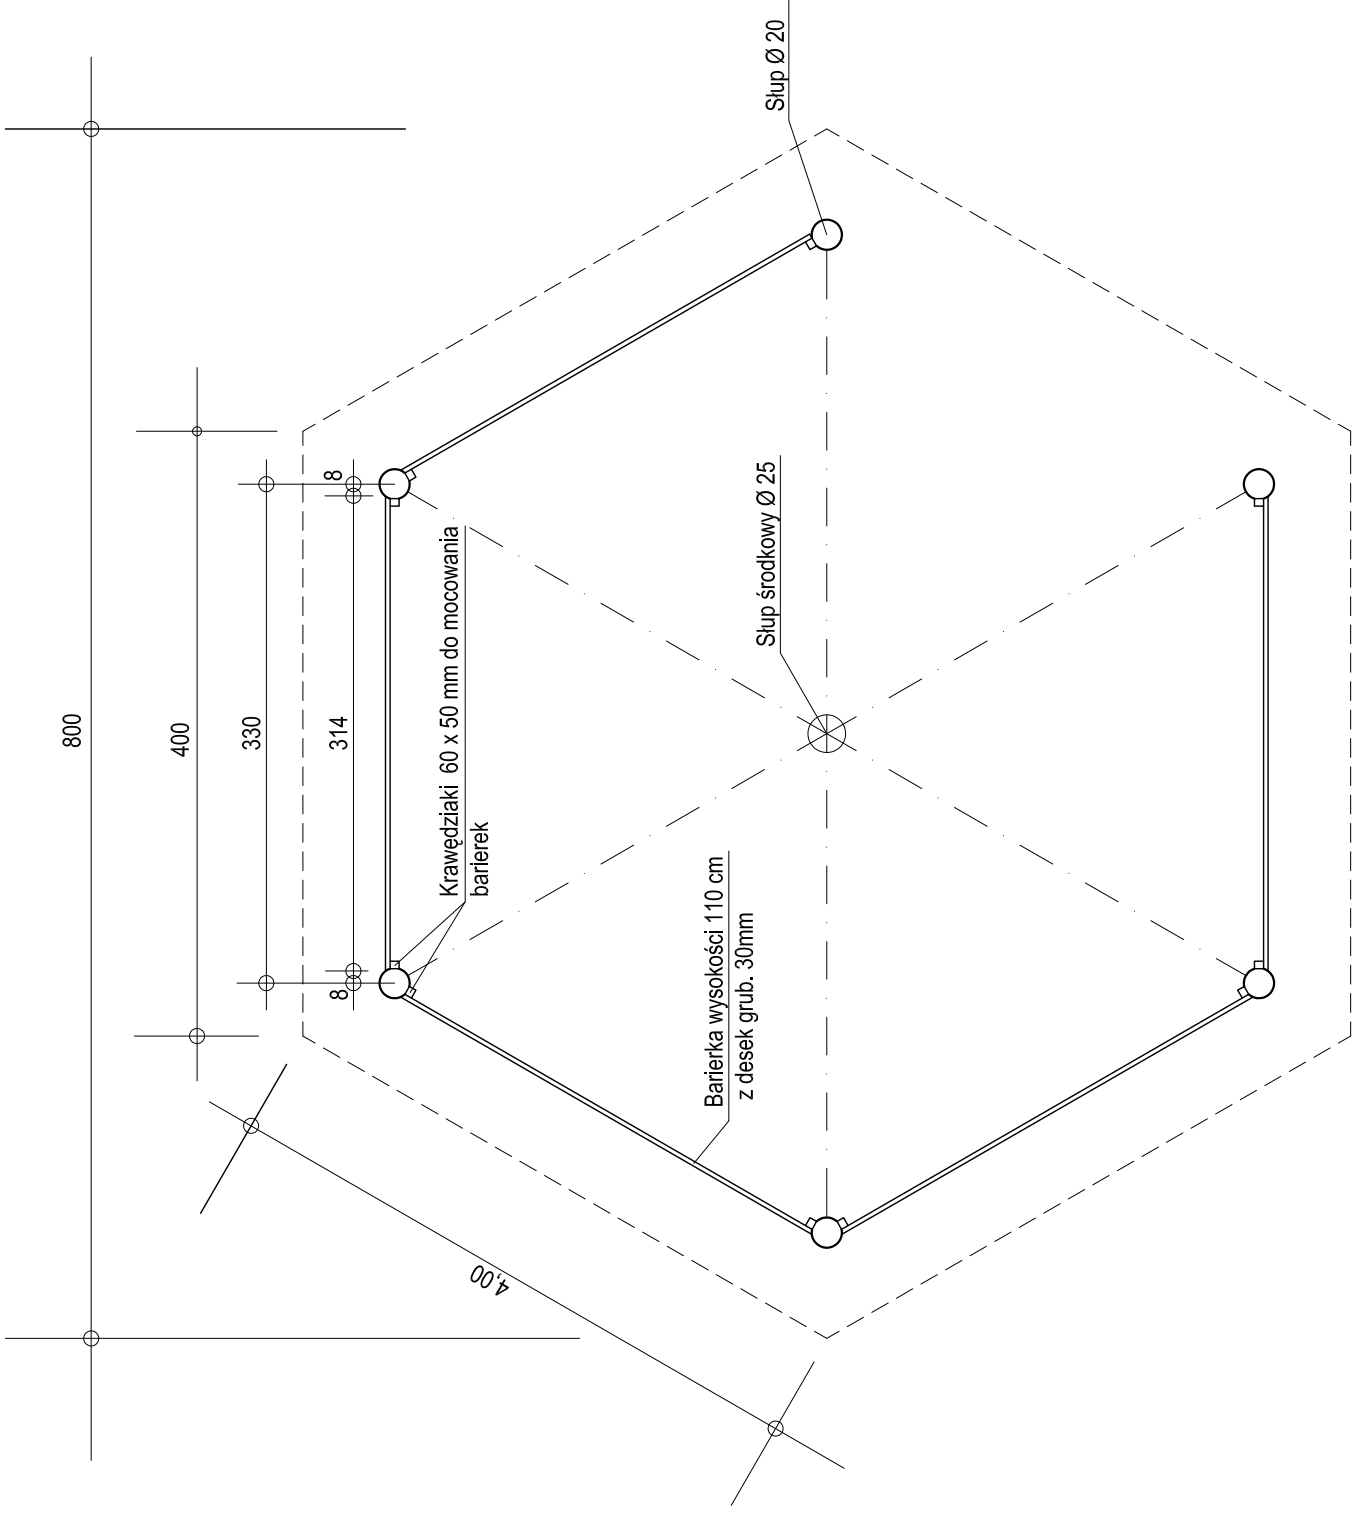 800
400
330
8
314
8
Krawędziaki 60 x 50 mm do mocowania
barierek
Słup Ø 20
Słup środkowy Ø 25
Barierka wysokości 110 cm
z desek grub. 30mm
4,00